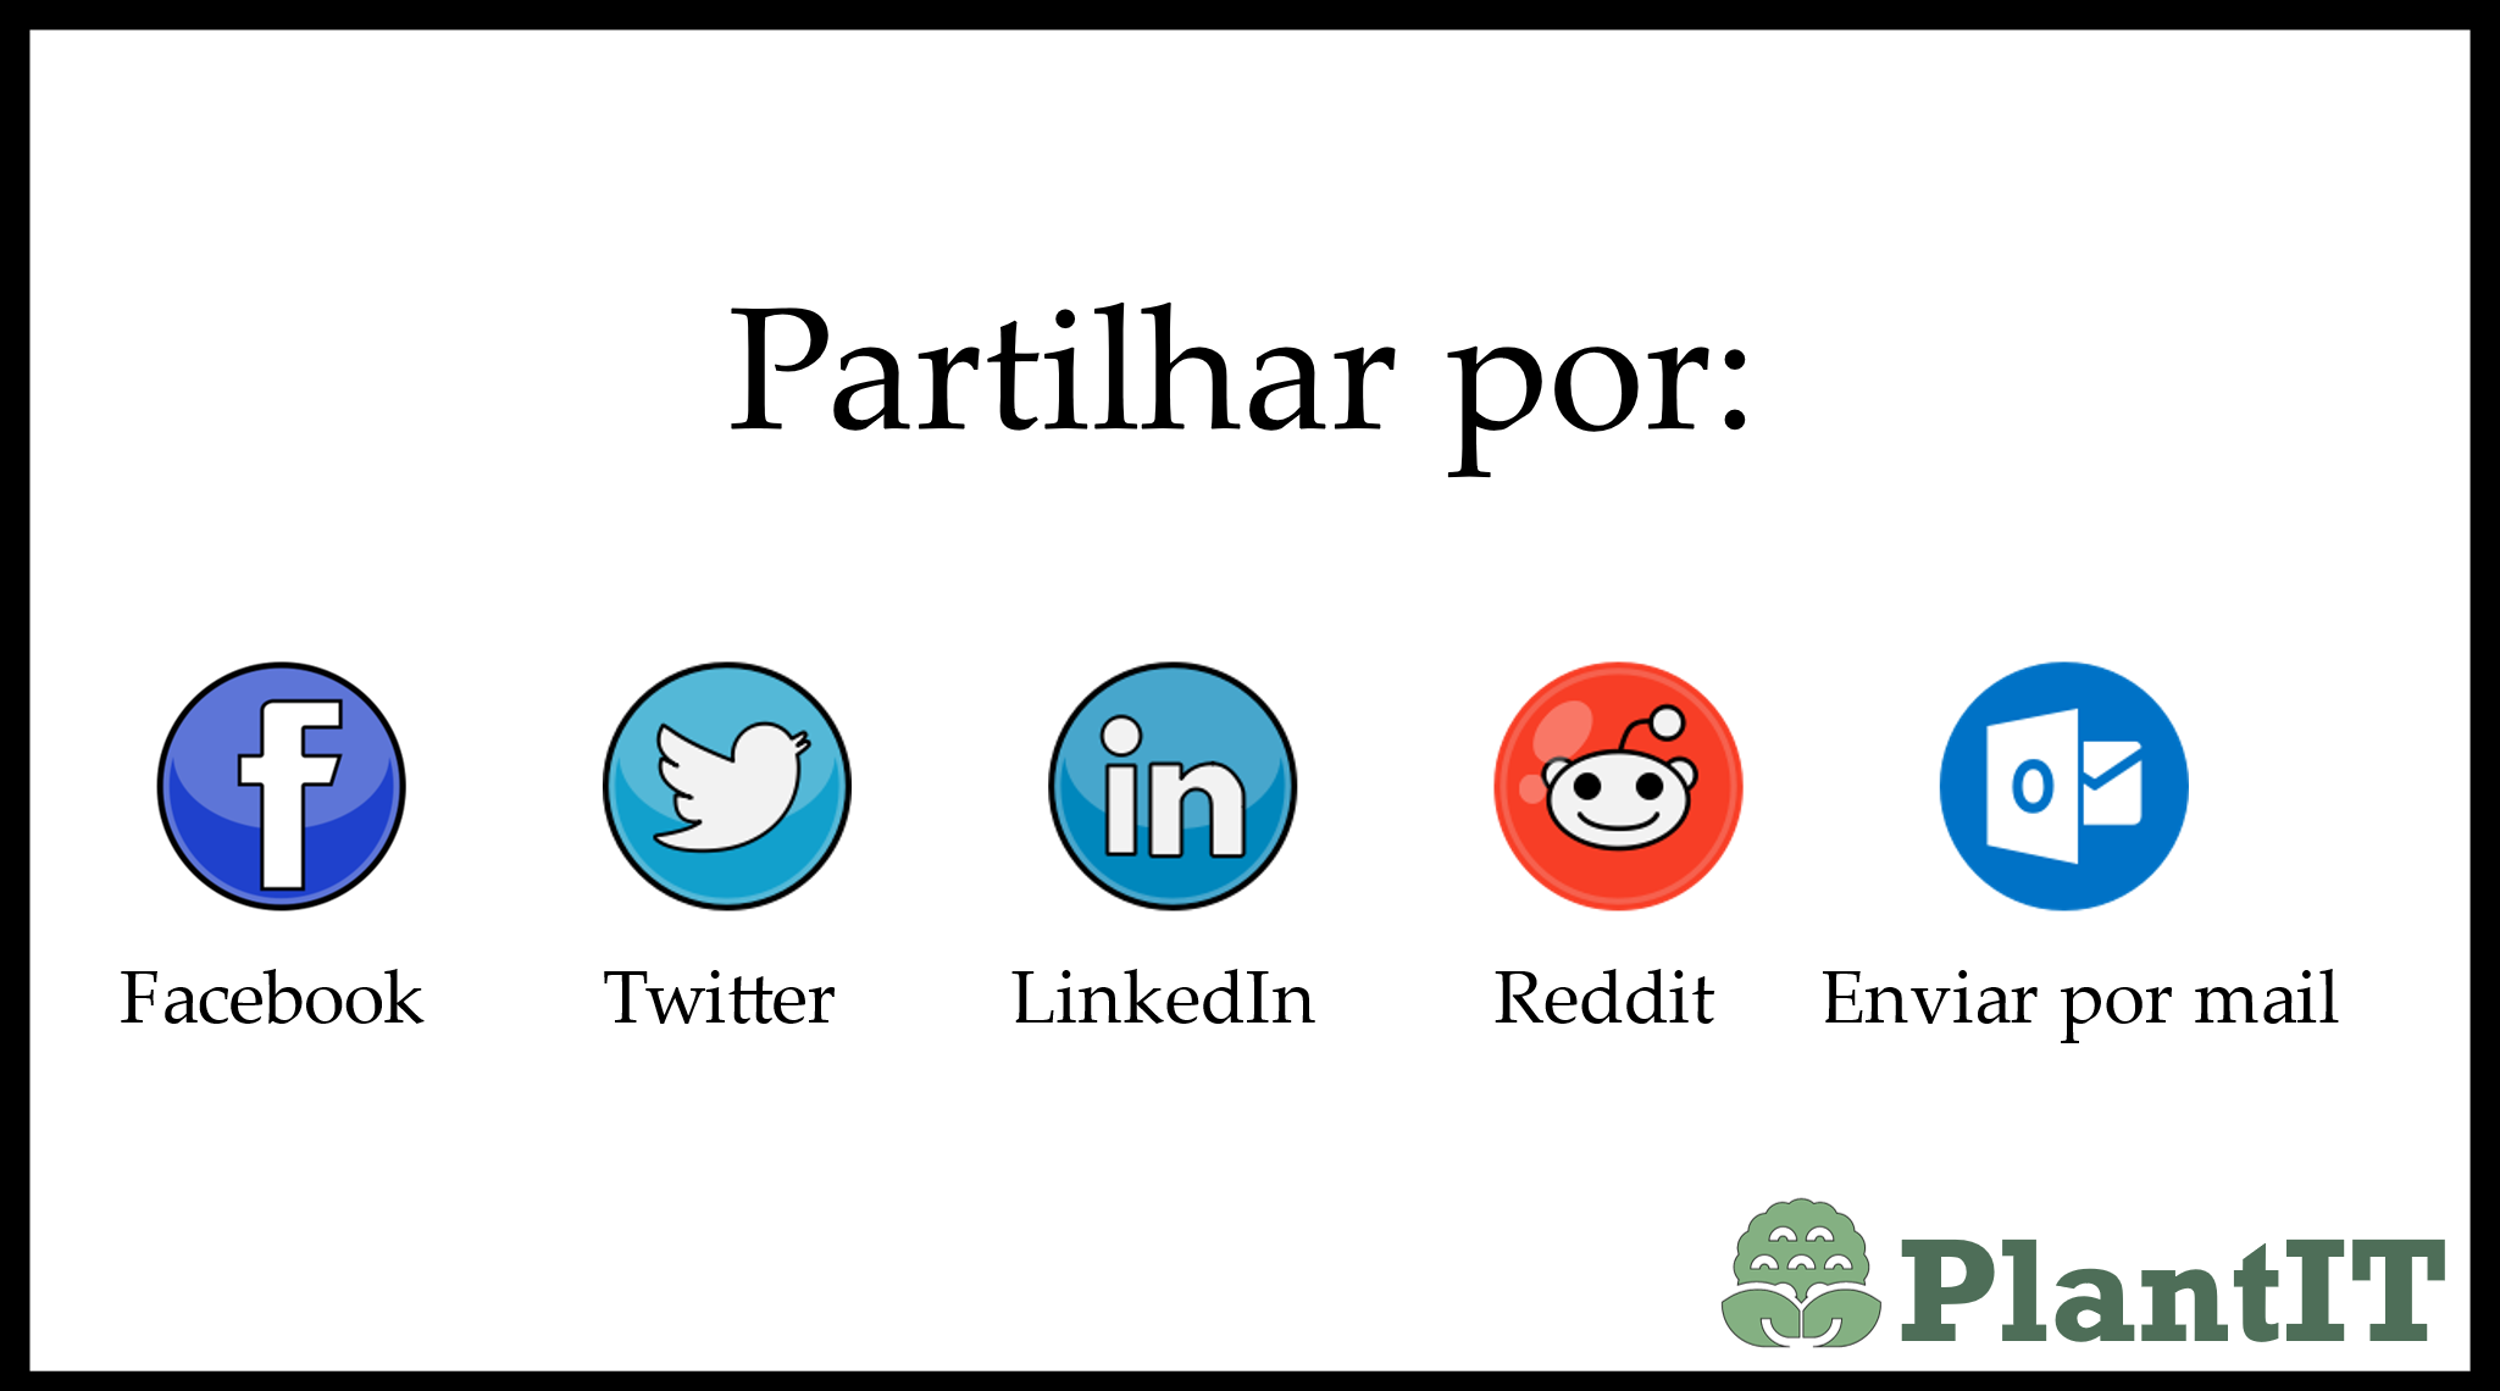 Partilhar por:
Facebook Twitter LinkedIn Reddit Enviar por mail
PlantIT